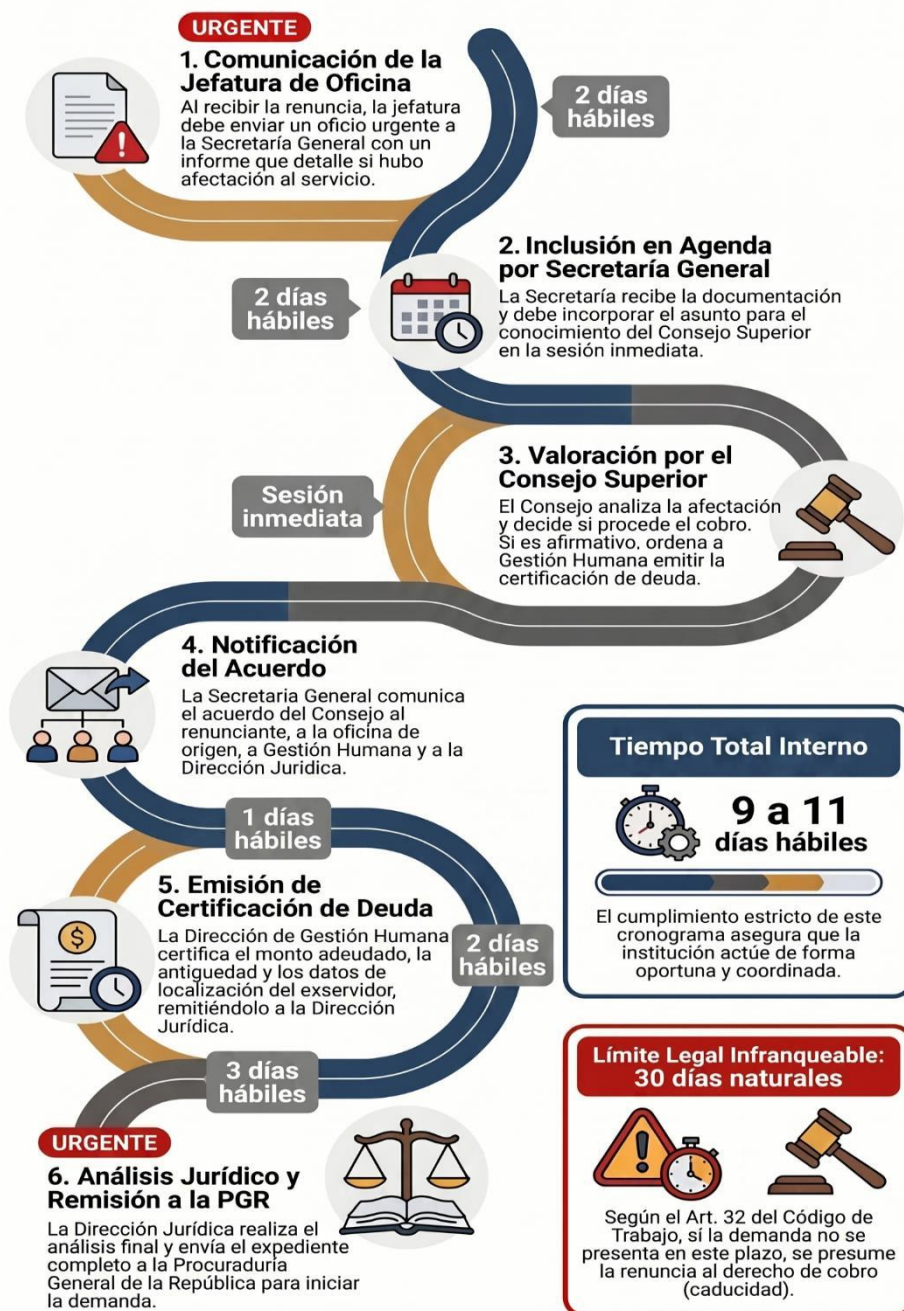 URGENTE
1. Comunicación de la
Jefatura de Oficina
Al recibir la renuncia, la jefatura
debe enviar un oficio urgente a
la Secretaría General con un
informe que detalle si hubo
afectación al servicio.
2 días
hábiles
2. Inclusión en Agenda
por Secretaría General
La Secretaría recibe la documentación
y debe incorporar el asunto para el
conocimiento del Consejo Superior
en la sesión inmediata.
2 días
hábiles
3. Valoración por el
Consejo Superior
El Consejo analiza la afectación
y decide si procede el cobro.
Si es afirmativo, ordena a
Gestión Humana emitir la
certificación de deuda.
Sesión
inmediata
4. Notificación
del Acuerdo
La Secretaria General comunica
el acuerdo del Consejo al
renunciante, a la oficina de
origen, a Gestión Humana y a la
Dirección Juridica.
1 días
hábiles
5. Emisión de
Certificación de Deuda
La Dirección de Gestión Humana
certifica el monto adeudado, la
antiguedad y los datos de
localización del exservidor,
remitiéndolo a la Dirección
Jurídica.
2 días
hábiles
3 días
hábiles
URGENTE
6. Análisis Jurídico y
Remisión a la PGR
La Dirección Jurídica realiza el
análisis final y envía el expediente
completo a la Procuraduría
General de la República para iniciar
la demanda.
Tiempo Total Interno
9 a 11
días hábiles
El cumplimiento estricto de este
cronograma asegura que la
institución actúe de forma
oportuna y coordinada.
Límite Legal Infranqueable:
30 días naturales
Según el Art. 32 del Código de
Trabajo, sí la demanda no se
presenta en este plazo, se presume
la renuncia al derecho de cobro
(caducidad).